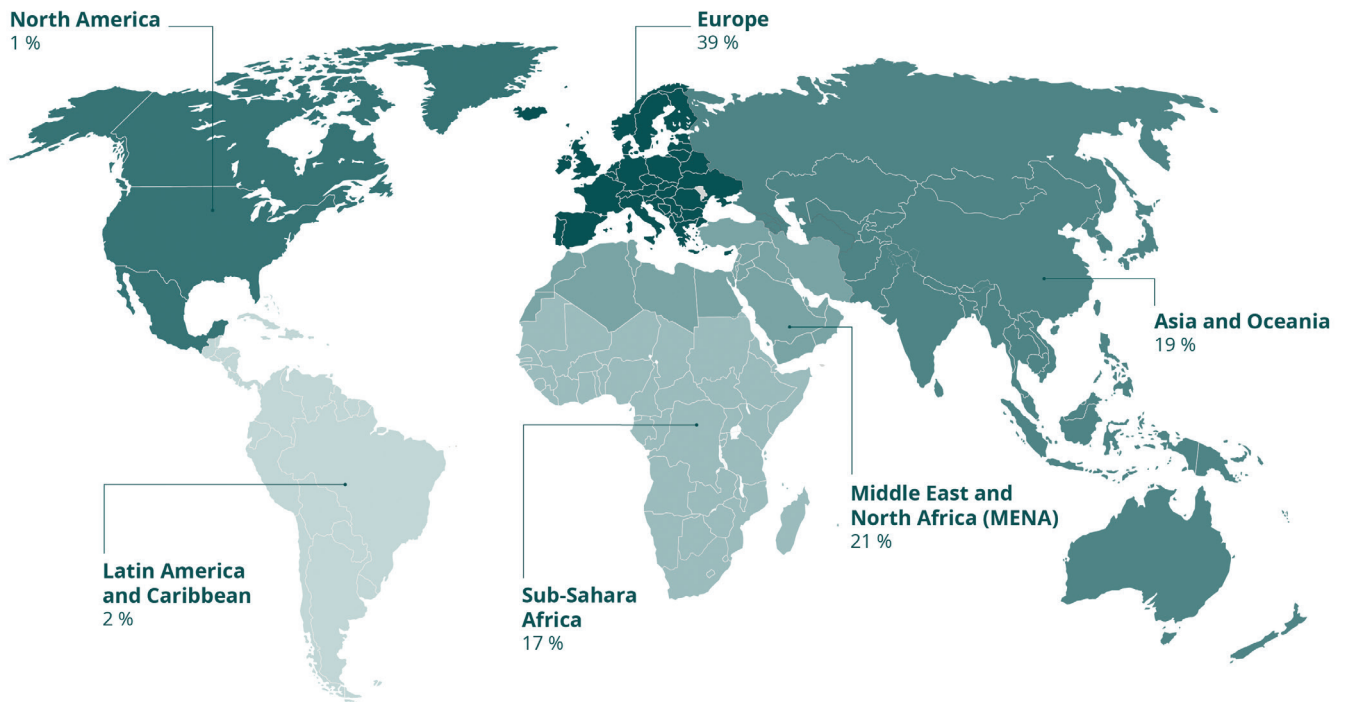 North America
1 %
Europe
39 %
Asia and Oceania
19 %
Middle East and
North Africa (MENA)
21 %
Latin America
and Caribbean
2 %
Sub-Sahara
Africa
17 %